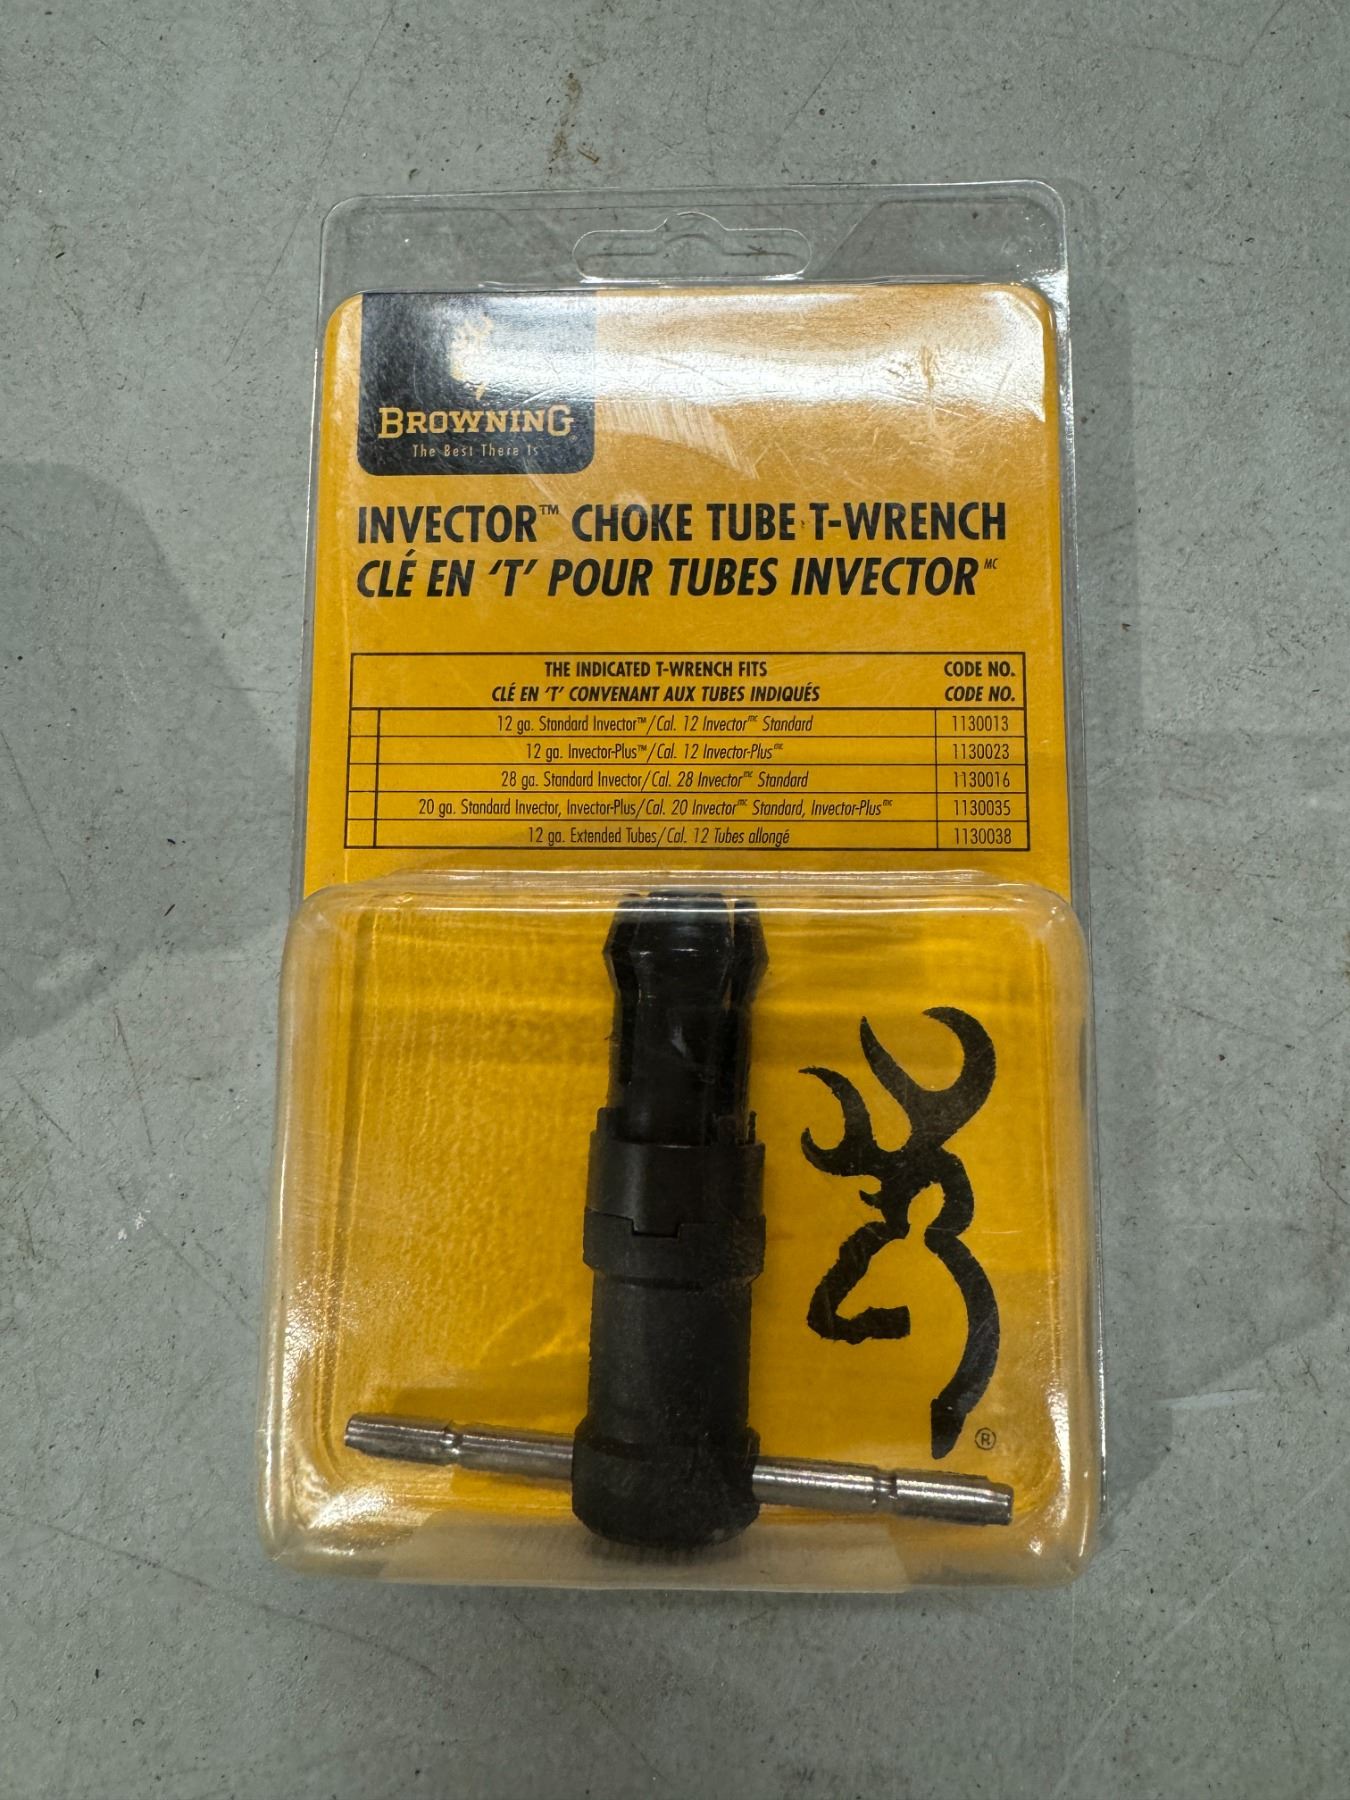 BROWNING
The Best There Is
INVECTOR™ CHOKE TUBE T-WRENCH
CLÉ EN ‘T’ POUR TUBES INVECTOR MC
THE INDICATED T-WRENCH FITS CODE NO.
CLÉ EN ‘T’ CONVENANT AUX TUBES INDIQUÉS CODE NO.
12 ga. Standard Invector™/Cal. 12 Invector mc Standard 1130013
12 ga. Invector-Plus™/Cal. 12 Invector-Plus mc 1130023
28 ga. Standard Invector/Cal. 28 Invector mc Standard 1130016
20 ga. Standard Invector, Invector-Plus/Cal. 20 Invector mc Standard, Invector-Plus mc 1130035
12 ga. Extended Tubes/Cal. 12 Tubes allongé 1130038
®